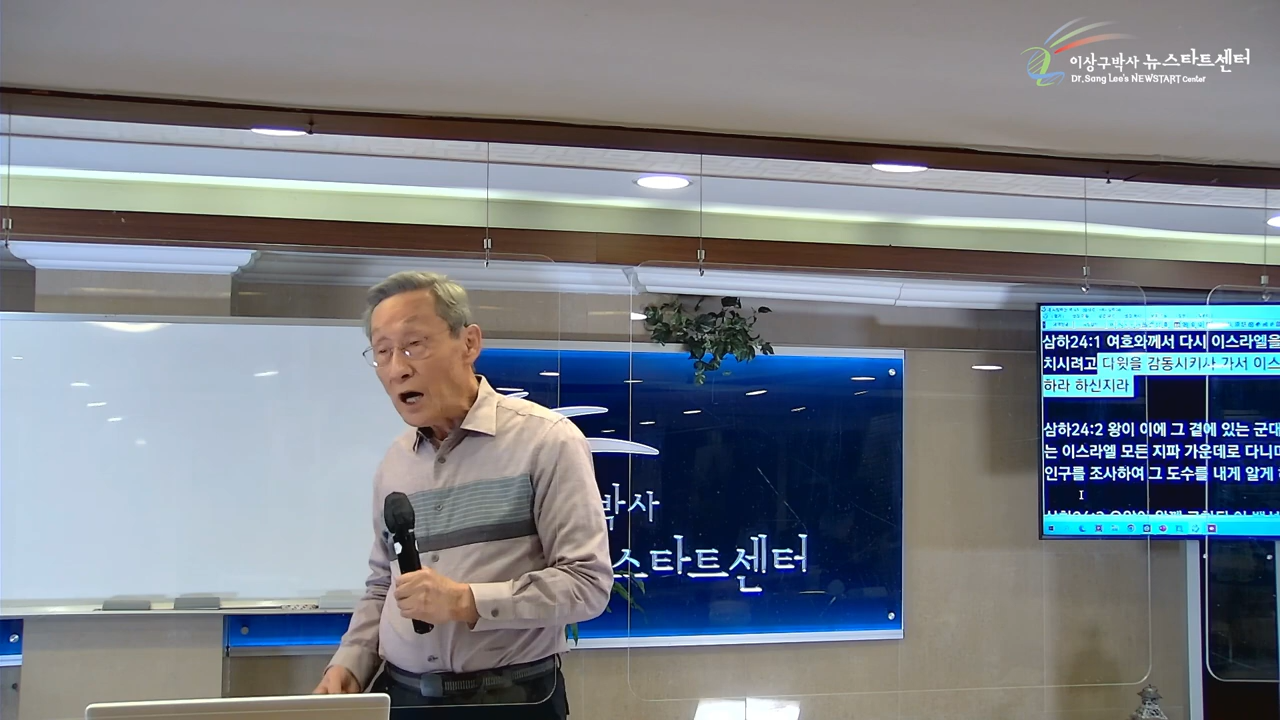 이상구박사 뉴스타트센터
Dr. Sang Lee's NEWSTART Center
삼하24:1 여호와께서 다시 이스라엘을
치시려고 다윗을 감동시키사 가서 이스
하라 하신지라
삼하24:2 왕이 이에 그 곁에 있는 군대
는 이스라엘 모든 지파 가운데로 다니며
인구를 조사하여 그 도수를 내게 알게
박사
스타트센터